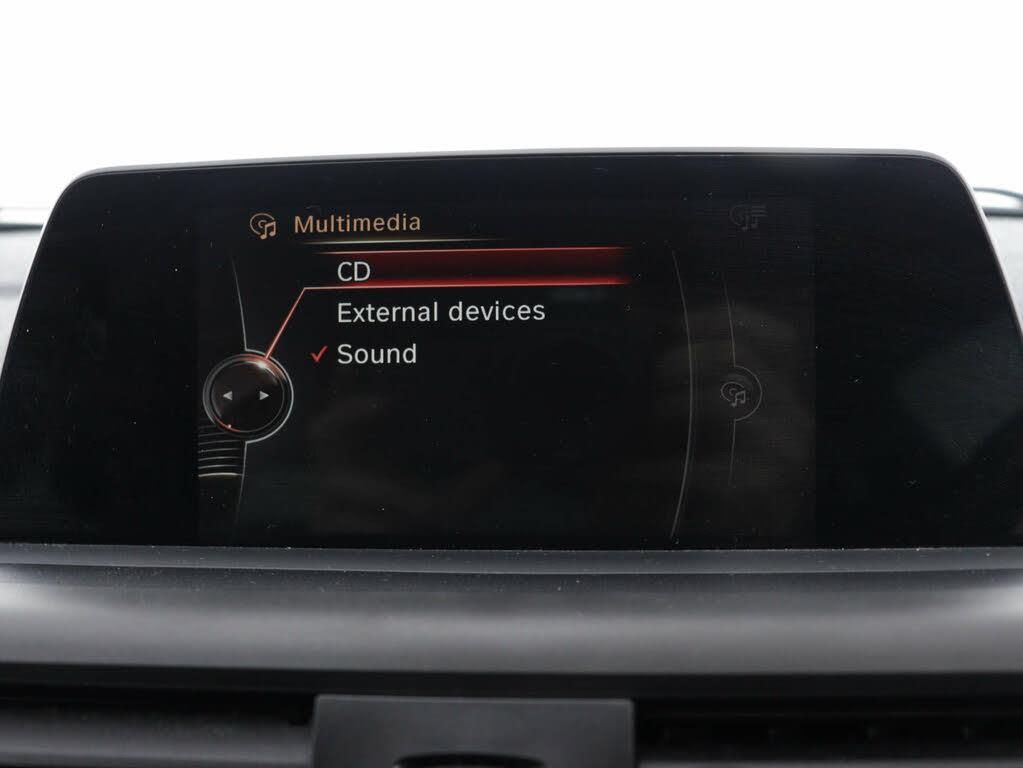 Multimedia
CD
External devices
Sound